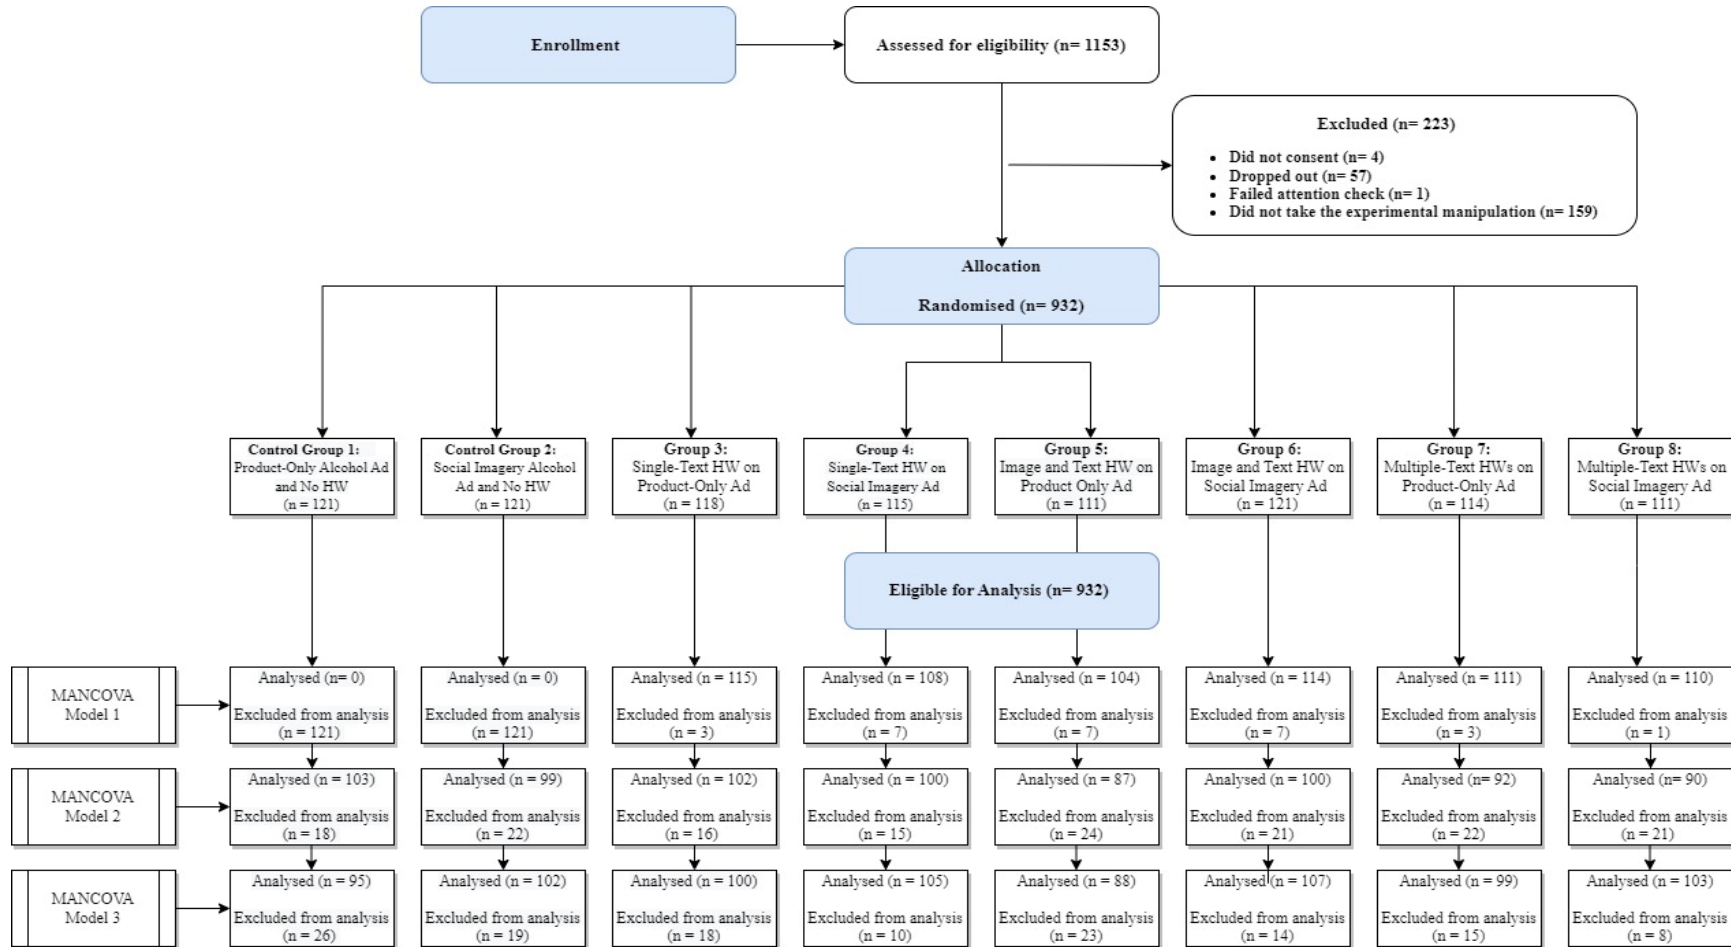 Enrollment
Assessed for eligibility (n= 1153)
Excluded (n= 223)
• Did not consent (n= 4)
• Dropped out (n= 57)
• Failed attention check (n= 1)
• Did not take the experimental manipulation (n= 159)
Allocation
Randomised (n= 932)
Control Group 1:
Product-Only Alcohol Ad
and No HW
(n = 121)
Control Group 2:
Social Imagery Alcohol
Ad and No HW
(n = 121)
Group 3:
Single-Text HW on
Product-Only Ad
(n = 118)
Group 4:
Single-Text HW on
Social Imagery Ad
(n = 115)
Group 5:
Image and Text HW on
Product Only Ad
(n = 111)
Group 6:
Image and Text HW on
Social Imagery Ad
(n = 121)
Group 7:
Multiple-Text HWs on
Product-Only Ad
(n = 114)
Group 8:
Multiple-Text HWs on
Social Imagery Ad
(n = 111)
Eligible for Analysis (n= 932)
MANCOVA
Model 1
Analysed (n= 0)
Excluded from analysis
(n = 121)
Analysed (n = 0)
Excluded from analysis
(n = 121)
Analysed (n = 115)
Excluded from analysis
(n = 3)
Analysed (n = 108)
Excluded from analysis
(n = 7)
Analysed (n = 104)
Excluded from analysis
(n = 7)
Analysed (n = 114)
Excluded from analysis
(n = 7)
Analysed (n = 111)
Excluded from analysis
(n = 3)
Analysed (n = 110)
Excluded from analysis
(n = 1)
MANCOVA
Model 2
Analysed (n = 103)
Excluded from analysis
(n = 18)
Analysed (n = 99)
Excluded from analysis
(n = 22)
Analysed (n = 102)
Excluded from analysis
(n = 16)
Analysed (n = 100)
Excluded from analysis
(n = 15)
Analysed (n = 87)
Excluded from analysis
(n = 24)
Analysed (n = 100)
Excluded from analysis
(n = 21)
Analysed (n= 92)
Excluded from analysis
(n = 22)
Analysed (n= 90)
Excluded from analysis
(n = 21)
MANCOVA
Model 3
Analysed (n = 95)
Excluded from analysis
(n = 26)
Analysed (n = 102)
Excluded from analysis
(n = 19)
Analysed (n = 100)
Excluded from analysis
(n = 18)
Analysed (n = 105)
Excluded from analysis
(n = 10)
Analysed (n = 88)
Excluded from analysis
(n = 23)
Analysed (n = 107)
Excluded from analysis
(n = 14)
Analysed (n = 99)
Excluded from analysis
(n = 15)
Analysed (n = 103)
Excluded from analysis
(n = 8)